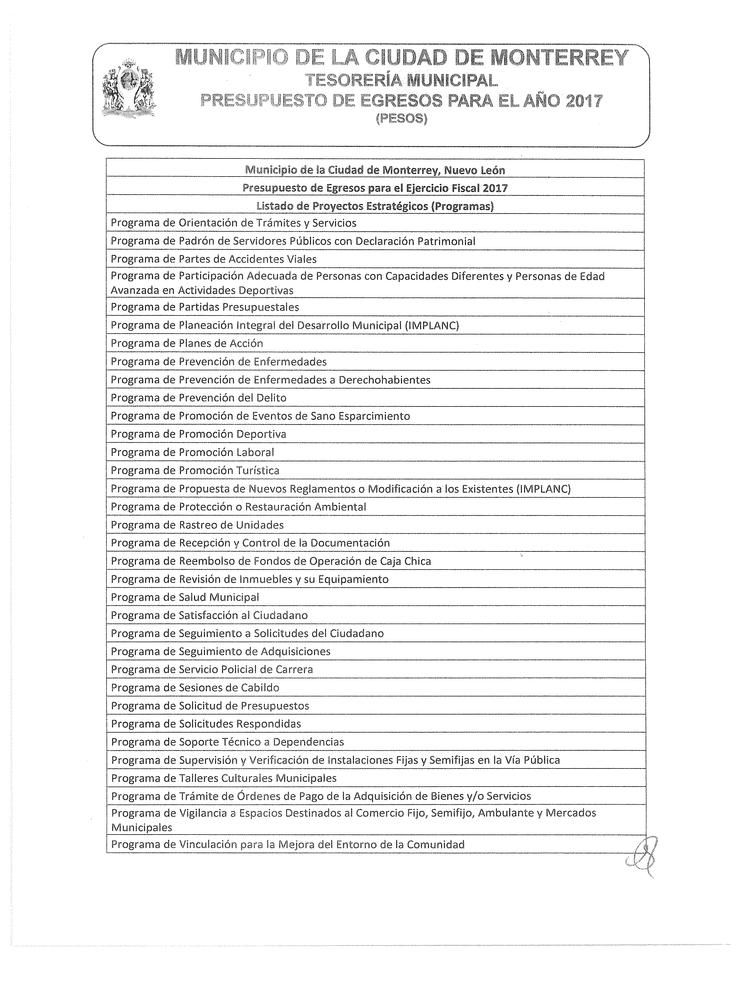 MUNICIPIO DE LA CIUDAD DE MONTERREY
TESORERÍA MUNICIPAL
PRESUPUESTO DE EGRESOS PARA EL AÑO 2017
(PESOS)
Municipio de la Ciudad de Monterrey, Nuevo León
Presupuesto de Egresos para el Ejercicio Fiscal 2017
Listado de Proyectos Estratégicos (Programas)
Programa de Orientación de Trámites y Servicios
Programa de Padrón de Servidores Públicos con Declaración Patrimonial
Programa de Partes de Accidentes Viales
Programa de Participación Adecuada de Personas con Capacidades Diferentes y Personas de Edad
Avanzada en Actividades Deportivas
Programa de Partidas Presupuestales
Programa de Planeación Integral del Desarrollo Municipal (IMPLANC)
Programa de Planes de Acción
Programa de Prevención de Enfermedades
Programa de Prevención de Enfermedades a Derechohabientes
Programa de Prevención del Delito
Programa de Promoción de Eventos de Sano Esparcimiento
Programa de Promoción Deportiva
Programa de Promoción Laboral
Programa de Promoción Turística
Programa de Propuesta de Nuevos Reglamentos o Modificación a los Existentes (IMPLANC)
Programa de Protección o Restauración Ambiental
Programa de Rastreo de Unidades
Programa de Recepción y Control de la Documentación
Programa de Reembolso de Fondos de Operación de Caja Chica
Programa de Revisión de Inmuebles y su Equipamiento
Programa de Salud Municipal
Programa de Satisfacción al Ciudadano
Programa de Seguimiento a Solicitudes del Ciudadano
Programa de Seguimiento de Adquisiciones
Programa de Servicio Policial de Carrera
Programa de Sesiones de Cabildo
Programa de Solicitud de Presupuestos
Programa de Solicitudes Respondidas
Programa de Soporte Técnico a Dependencias
Programa de Supervisión y Verificación de Instalaciones Fijas y Semifijas en la Vía Pública
Programa de Talleres Culturales Municipales
Programa de Trámite de Órdenes de Pago de la Adquisición de Bienes y/o Servicios
Programa de Vigilancia a Espacios Destinados al Comercio Fijo, Semifijo, Ambulante y Mercados
Municipales
Programa de Vinculación para la Mejora del Entorno de la Comunidad